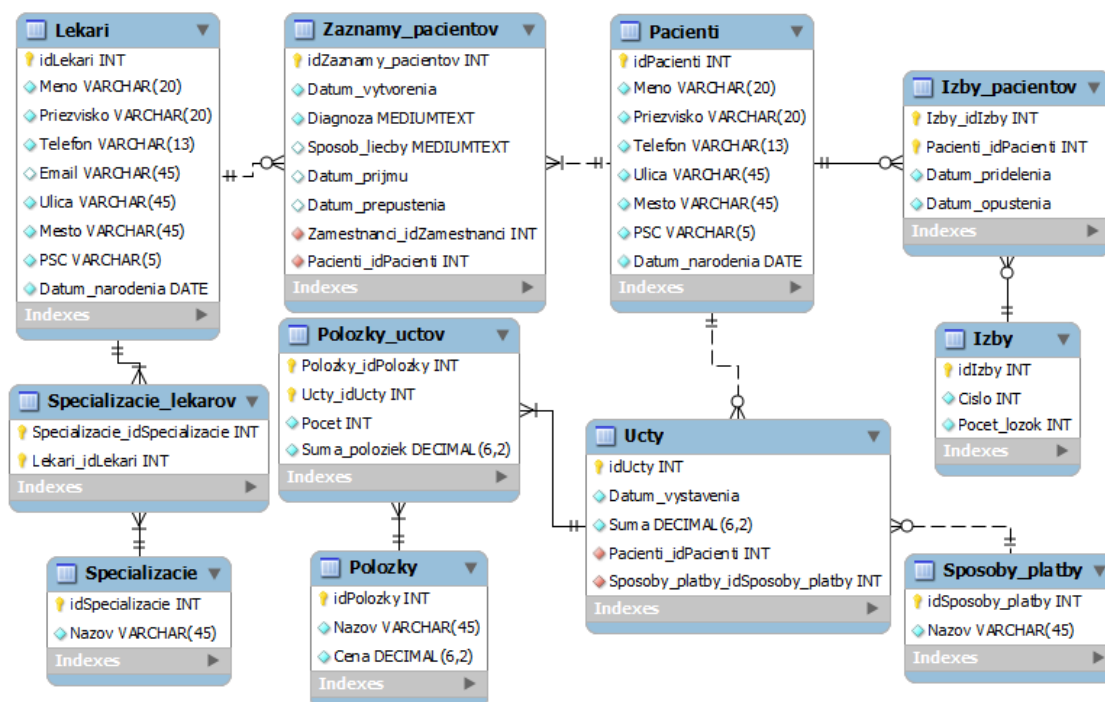 Lekari
idLekari INT
Meno VARCHAR(20)
Priezvisko VARCHAR(20)
Telefon VARCHAR(13)
Email VARCHAR(45)
Ulica VARCHAR(45)
Mesto VARCHAR(45)
PSC VARCHAR(5)
Datum_narodenia DATE
Indexes
Zaznamy_pacientov
idZaznamy_pacientov INT
Datum_vytvorenia
Diagnoza MEDIUMTEXT
Sposob_liecby MEDIUMTEXT
Datum_prijmu
Datum_prepustenia
Zamestnanci_idZamestnanci INT
Pacienti_idPacienti INT
Indexes
Pacienti
idPacienti INT
Meno VARCHAR(20)
Priezvisko VARCHAR(20)
Telefon VARCHAR(13)
Ulica VARCHAR(45)
Mesto VARCHAR(45)
PSC VARCHAR(5)
Datum_narodenia DATE
Indexes
Izby_pacientov
Izby_idIzby INT
Pacienti_idPacienti INT
Datum_pridelenia
Datum_opustenia
Indexes
Specializacie_lekarov
Specializacie_idSpecializacie INT
Lekari_idLekari INT
Indexes
Polozky_uctov
Polozky_idPolozky INT
Ucty_idUcty INT
Pocet INT
Suma_poloziek DECIMAL(6,2)
Indexes
Ucty
idUcty INT
Datum_vystavenia
Suma DECIMAL(6,2)
Pacienti_idPacienti INT
Sposoby_platby_idSposoby_platby INT
Indexes
Izby
idIzby INT
Cislo INT
Pocet_lozok INT
Indexes
Specializacie
idSpecializacie INT
Nazov VARCHAR(45)
Indexes
Polozky
idPolozky INT
Nazov VARCHAR(45)
Cena DECIMAL(6,2)
Indexes
Sposoby_platby
idSposoby_platby INT
Nazov VARCHAR(45)
Indexes